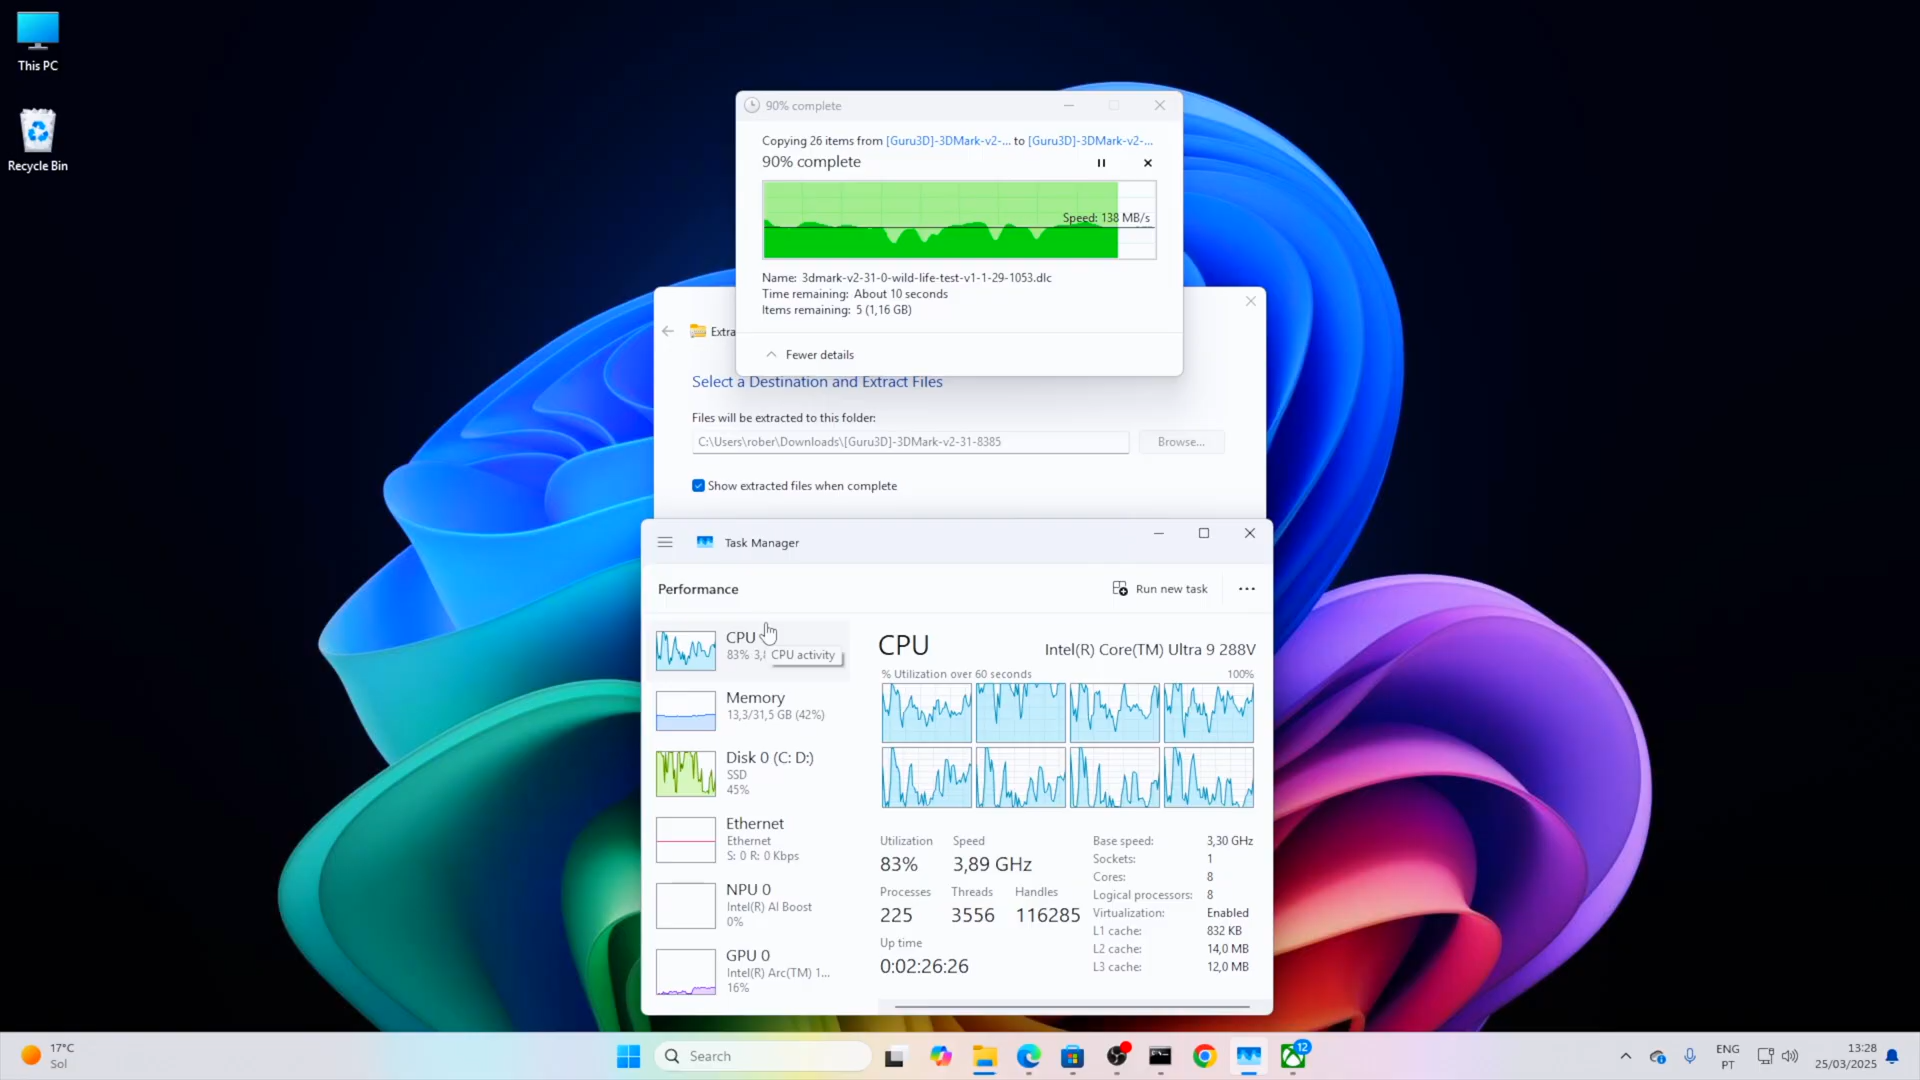 This PC
Recycle Bin
90% complete
Copying 26 items from [Guru3D]-3DMark-v2-... to [Guru3D]-3DMark-v2-...
90% complete
Speed: 138 MB/s
Name: 3dmark-v2-31-0-wild-life-test-v1-1-29-1053.dlc
Time remaining: About 10 seconds
Items remaining: 5 (1,16 GB)
Fewer details
Extra
Select a Destination and Extract Files
Files will be extracted to this folder:
C:\Users\rober\Downloads\[Guru3D]-3DMark-v2-31-8385
Browse...
Show extracted files when complete
Task Manager
Performance
Run new task
CPU
83% 3,8
CPU activity
Memory
13,3/31,5 GB (42%)
Disk 0 (C: D:)
SSD
45%
Ethernet
Ethernet
S: 0 R: 0 Kbps
NPU 0
Intel(R) AI Boost
0%
GPU 0
Intel(R) Arc(TM) 1...
16%
CPU
Intel(R) Core(TM) Ultra 9 288V
% Utilization over 60 seconds
100%
Utilization
Speed
83%
3,89 GHz
Processes
Threads
Handles
225
3556
116285
Up time
0:02:26:26
Base speed: 3,30 GHz
Sockets: 1
Cores: 8
Logical processors: 8
Virtualization: Enabled
L1 cache: 832 KB
L2 cache: 14,0 MB
L3 cache: 12,0 MB
17°C
Sol
Search
12
ENG
PT
13:28
25/03/2025